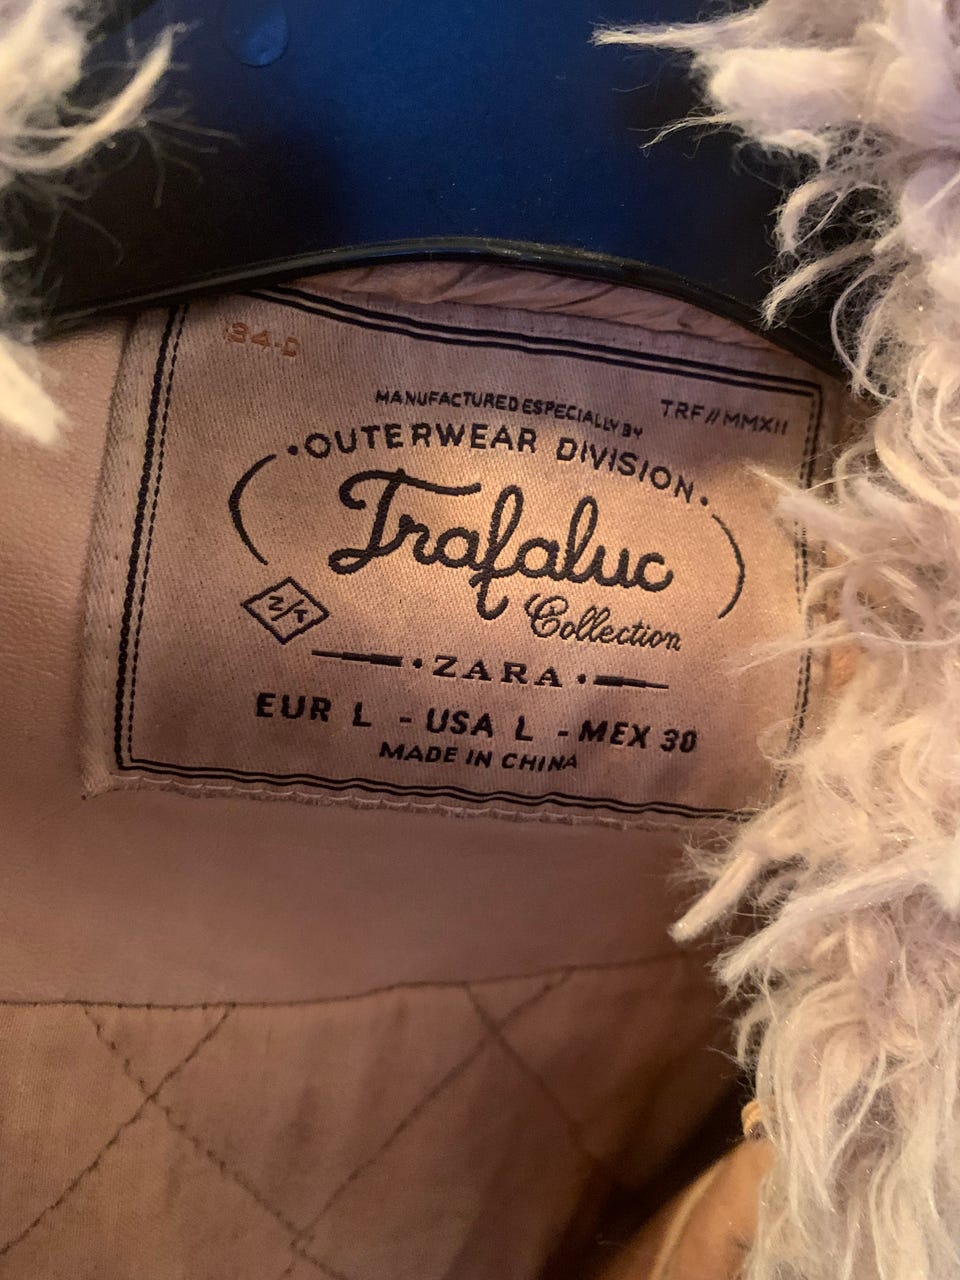 34-D
MANUFACTURED ESPECIALLY BY
TRF//MMXII
·OUTERWEAR DIVISION·
Trafaluc
Collection
·ZARA·
EUR L - USA L - MEX 30
MADE IN CHINA